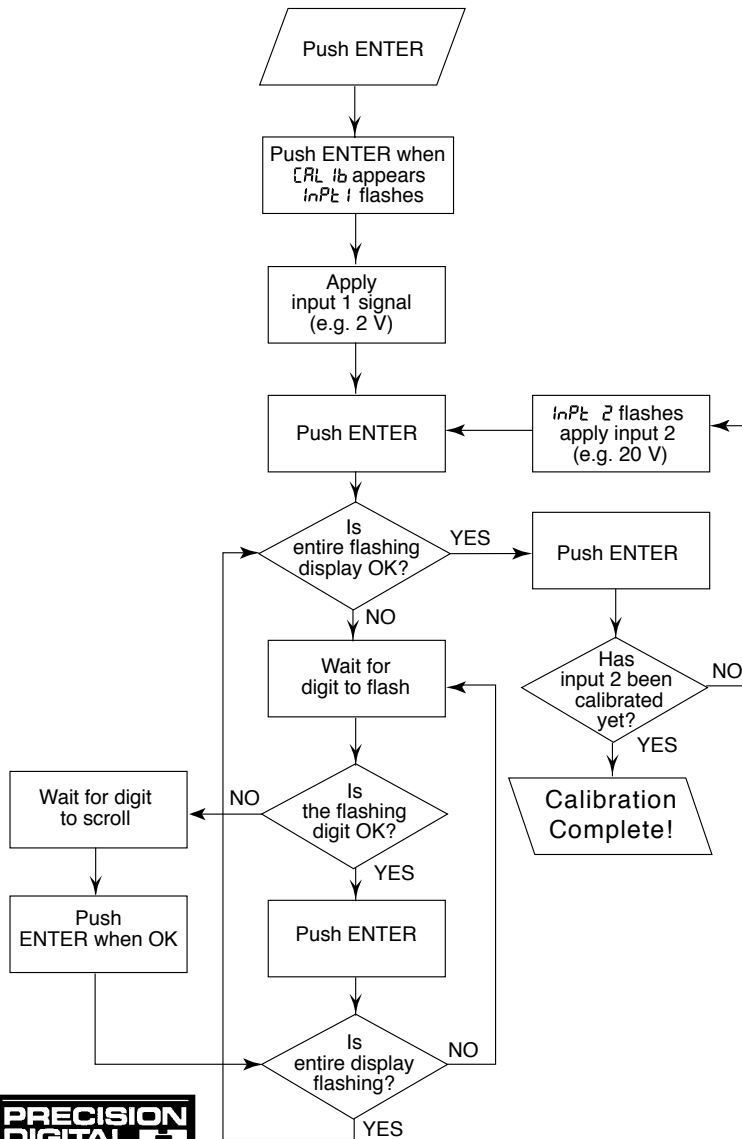 Push ENTER
Push ENTER when
CAL ib appears
InPt 1 flashes
Apply
input 1 signal
(e.g. 2 V)
Push ENTER
InPt 2 flashes
apply input 2
(e.g. 20 V)
Is
entire flashing
display OK?
YES
Push ENTER
NO
Wait for
digit to flash
Has
input 2 been
calibrated
yet?
NO
YES
Calibration
Complete!
Is
the flashing
digit OK?
NO
Wait for digit
to scroll
YES
Push
ENTER when OK
Push ENTER
Is
entire display
flashing?
NO
YES
PRECISION
DIGITAL